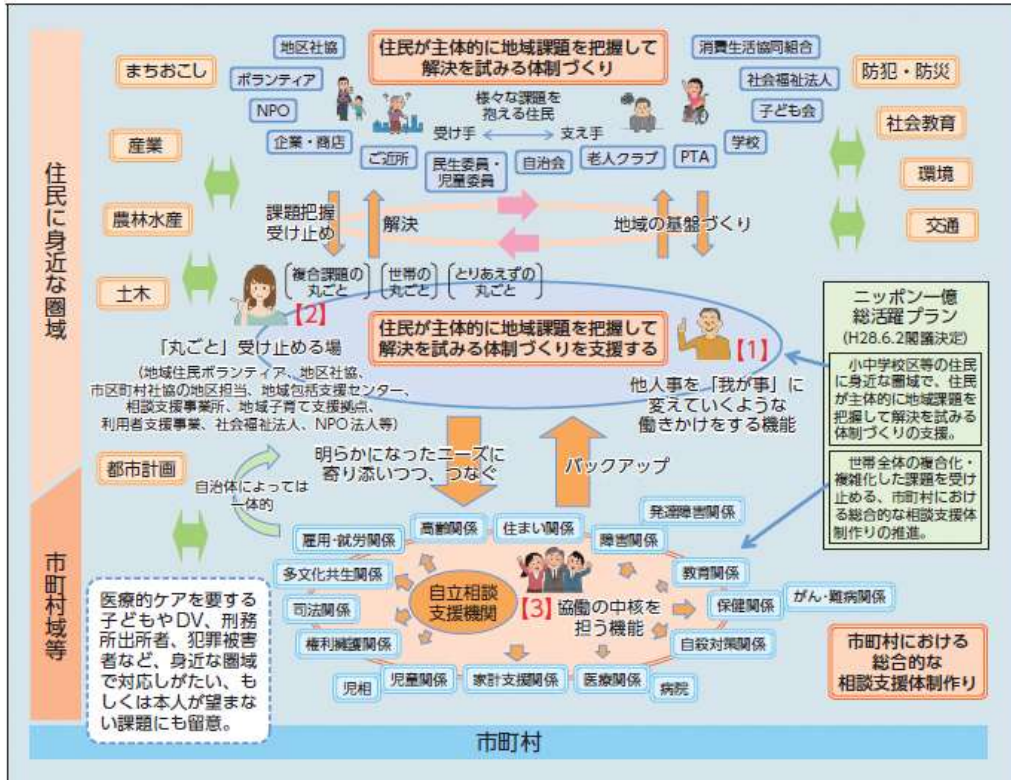 住民に身近な圏域
市町村域等
まちおこし
産業
農林水産
土木
都市計画
地区社協
ボランティア
NPO
企業・商店
ご近所
民生委員・
児童委員
自治会
老人クラブ
PTA
学校
子ども会
社会福祉法人
消費生活協同組合
住民が主体的に地域課題を把握して
解決を試みる体制づくり
様々な課題を
抱える住民
受け手
支え手
防犯・防災
社会教育
環境
交通
課題把握
受け止め
解決
地域の基盤づくり
複合課題の
丸ごと
世帯の
丸ごと
とりあえずの
丸ごと
【2】
住民が主体的に地域課題を把握して
解決を試みる体制づくりを支援する
【1】
「丸ごと」受け止める場
(地域住民ボランティア、地区社協、
市区町村社協の地区担当、地域包括支援センター、
相談支援事業所、地域子育て支援拠点、
利用者支援事業、社会福祉法人、NPO法人等)
他人事を「我が事」に
変えていくような
働きかけをする機能
ニッポン一億
総活躍プラン
(H28.6.2閣議決定)
小中学校区等の住民
に身近な圏域で、住民
が主体的に地域課題を
把握して解決を試みる
体制づくりの支援。
世帯全体の複合化・
複雑化した課題を受け
止める、市町村におけ
る総合的な相談支援体
制作りの推進。
明らかになったニーズに
寄り添いつつ、つなぐ
バックアップ
自治体によっては
一体的
雇用・就労関係
高齢関係
住まい関係
障害関係
発達障害関係
多文化共生関係
教育関係
司法関係
保健関係
がん・難病関係
権利擁護関係
自殺対策関係
児相
児童関係
家計支援関係
医療関係
病院
自立相談
支援機関
【3】
協働の中核を
担う機能
医療的ケアを要する
子どもやDV、刑務
所出所者、犯罪被害
者など、身近な圏域
で対応しがたい、も
しくは本人が望まな
い課題にも留意。
市町村における
総合的な
相談支援体制作り
市町村